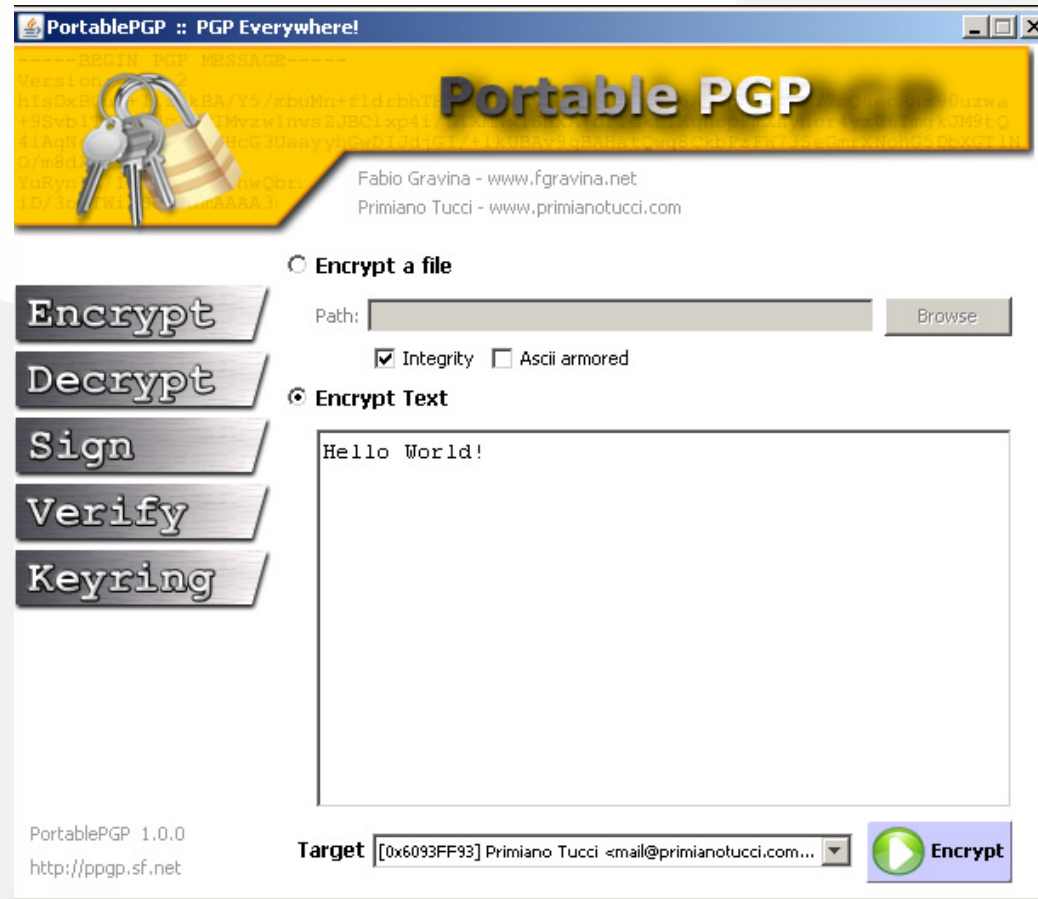 PortablePGP :: PGP Everywhere!
-----BEGIN PGP MESSAGE-----
Portable PGP
Fabio Gravina - www.fgravina.net
Primiano Tucci - www.primianotucci.com
Encrypt
Decrypt
Sign
Verify
Keyring
Encrypt a file
Path:
Browse
Integrity Ascii armored
Encrypt Text
Hello World!
PortablePGP 1.0.0
http://ppgp.sf.net
Target [0x6093FF93] Primiano Tucci <mail@primianotucci.com... Encrypt